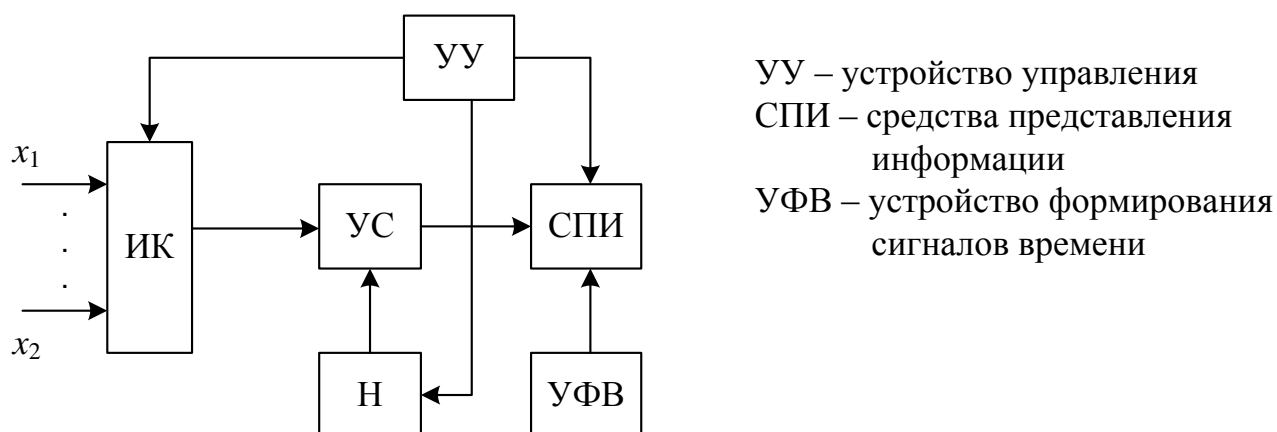 УУ
УУ – устройство управления
СПИ – средства представления
информации
УФВ – устройство формирования
сигналов времени
x1
ИК
УС
СПИ
x2
Н
УФВ